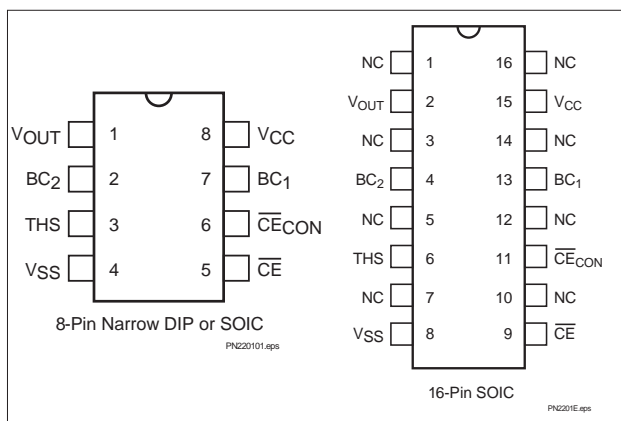 VOUT 1 8 VCC
BC2 2 7 BC1
THS 3 6 CECON
VSS 4 5 CE
8-Pin Narrow DIP or SOIC
PN220101.eps
NC 1 16 NC
VOUT 2 15 VCC
NC 3 14 NC
BC2 4 13 BC1
NC 5 12 NC
THS 6 11 CECON
NC 7 10 NC
VSS 8 9 CE
16-Pin SOIC
PN2201E.eps